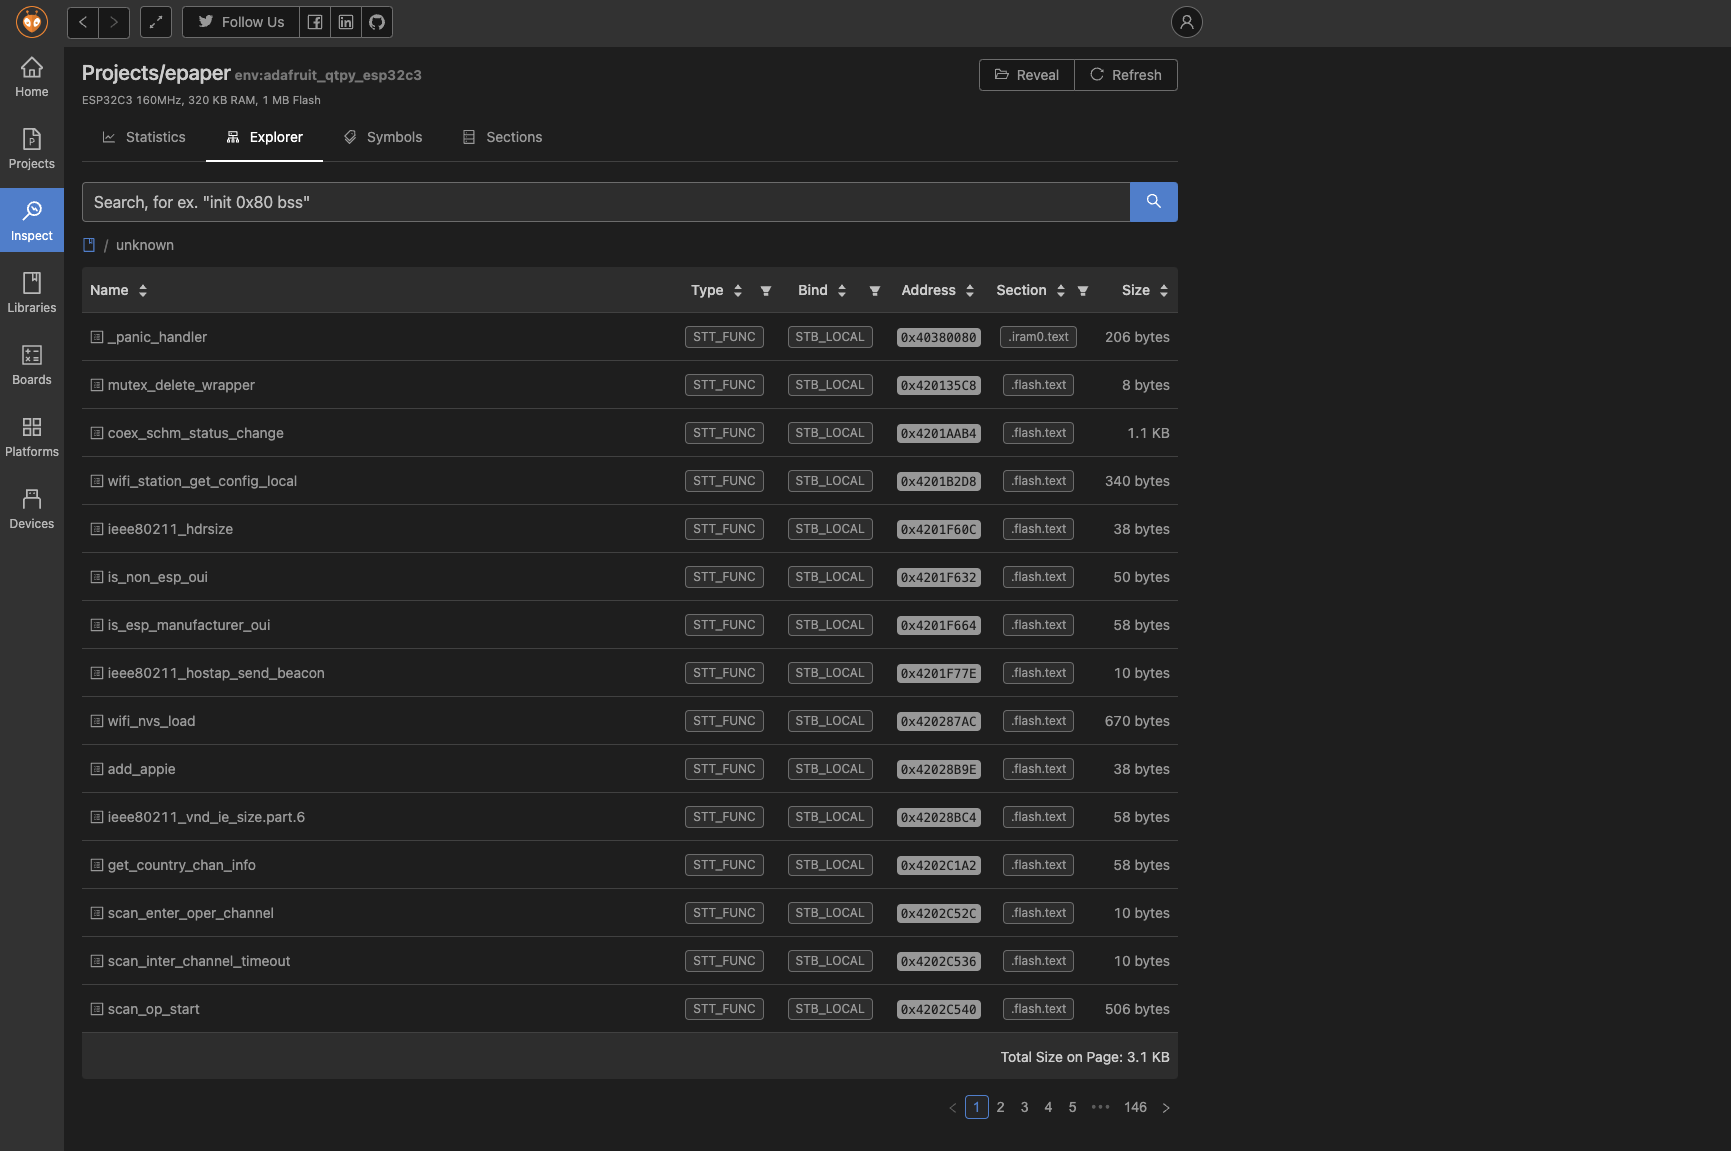 Follow Us
Home
Projects
Inspect
Libraries
Boards
Platforms
Devices
Projects/epaper env:adafruit_qtpy_esp32c3
ESP32C3 160MHz, 320 KB RAM, 1 MB Flash
Reveal Refresh
Statistics Explorer Symbols Sections
Search, for ex. "init 0x80 bss"
/ unknown
Name Type Bind Address Section Size
_panic_handler STT_FUNC STB_LOCAL 0x40380080 .iram0.text 206 bytes
mutex_delete_wrapper STT_FUNC STB_LOCAL 0x420135C8 .flash.text 8 bytes
coex_schm_status_change STT_FUNC STB_LOCAL 0x4201AAB4 .flash.text 1.1 KB
wifi_station_get_config_local STT_FUNC STB_LOCAL 0x4201B2D8 .flash.text 340 bytes
ieee80211_hdrsize STT_FUNC STB_LOCAL 0x4201F60C .flash.text 38 bytes
is_non_esp_oui STT_FUNC STB_LOCAL 0x4201F632 .flash.text 50 bytes
is_esp_manufacturer_oui STT_FUNC STB_LOCAL 0x4201F664 .flash.text 58 bytes
ieee80211_hostap_send_beacon STT_FUNC STB_LOCAL 0x4201F77E .flash.text 10 bytes
wifi_nvs_load STT_FUNC STB_LOCAL 0x420287AC .flash.text 670 bytes
add_appie STT_FUNC STB_LOCAL 0x42028B9E .flash.text 38 bytes
ieee80211_vnd_ie_size.part.6 STT_FUNC STB_LOCAL 0x42028BC4 .flash.text 58 bytes
get_country_chan_info STT_FUNC STB_LOCAL 0x4202C1A2 .flash.text 58 bytes
scan_enter_oper_channel STT_FUNC STB_LOCAL 0x4202C52C .flash.text 10 bytes
scan_inter_channel_timeout STT_FUNC STB_LOCAL 0x4202C536 .flash.text 10 bytes
scan_op_start STT_FUNC STB_LOCAL 0x4202C540 .flash.text 506 bytes
Total Size on Page: 3.1 KB
< 1 2 3 4 5 ••• 146 >